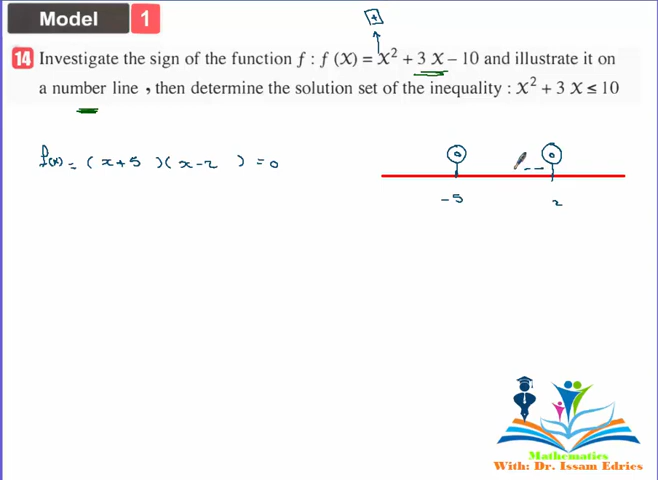 Model 1
+
14 Investigate the sign of the function f : f (X) = X² + 3 X – 10 and illustrate it on
a number line , then determine the solution set of the inequality : X² + 3 X ≤ 10
f(x) = ( x + 5 ) ( x - 2 ) = 0
0 0
-5 2
Mathematics
With: Dr. Issam Edries